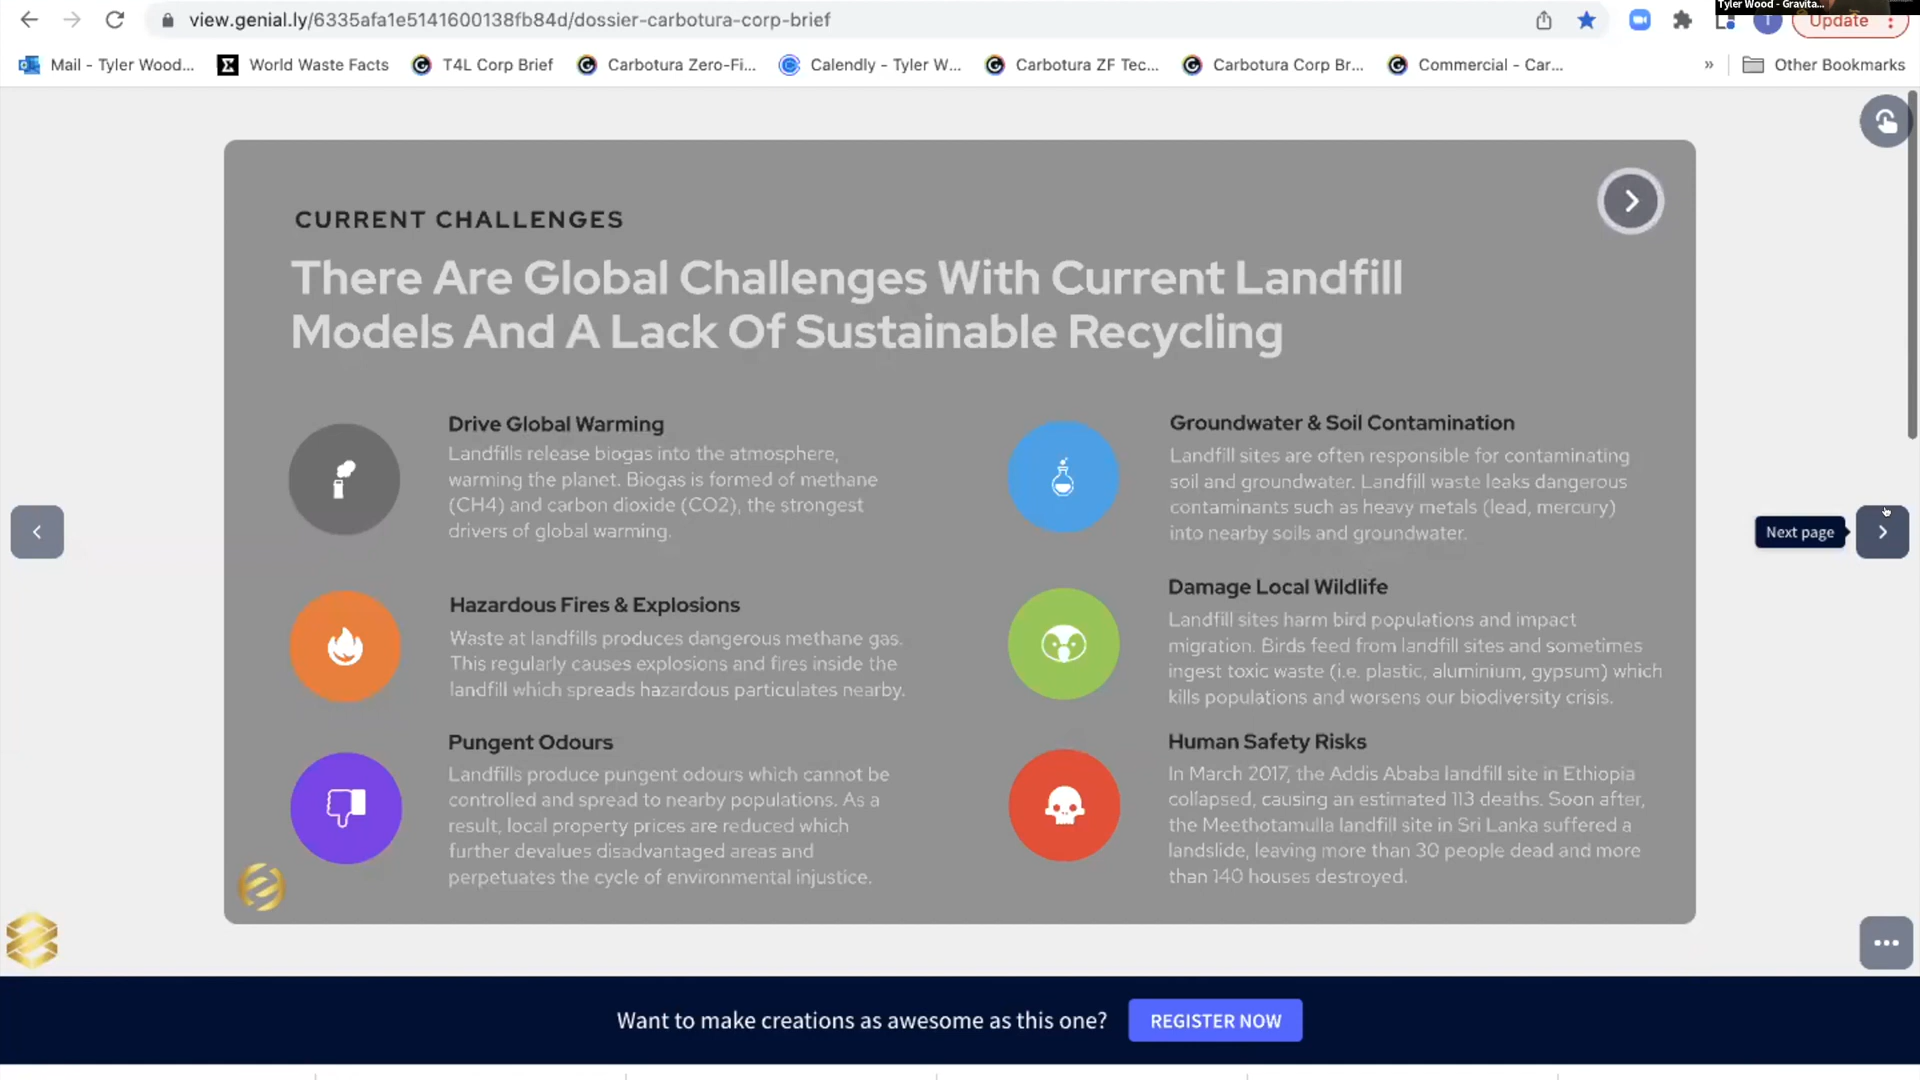 Tyler Wood - Gravita...
view.genial.ly/6335afa1e5141600138fb84d/dossier-carbotura-corp-brief
T
Update
Mail - Tyler Wood...
World Waste Facts
T4L Corp Brief
Carbotura Zero-Fi...
Calendly - Tyler W...
Carbotura ZF Tec...
Carbotura Corp Br...
Commercial - Car...
»
Other Bookmarks
CURRENT CHALLENGES
There Are Global Challenges With Current Landfill
Models And A Lack Of Sustainable Recycling
Drive Global Warming
Landfills release biogas into the atmosphere,
warming the planet. Biogas is formed of methane
(CH4) and carbon dioxide (CO2), the strongest
drivers of global warming.
Hazardous Fires & Explosions
Waste at landfills produces dangerous methane gas.
This regularly causes explosions and fires inside the
landfill which spreads hazardous particulates nearby.
Pungent Odours
Landfills produce pungent odours which cannot be
controlled and spread to nearby populations. As a
result, local property prices are reduced which
further devalues disadvantaged areas and
perpetuates the cycle of environmental injustice.
Groundwater & Soil Contamination
Landfill sites are often responsible for contaminating
soil and groundwater. Landfill waste leaks dangerous
contaminants such as heavy metals (lead, mercury)
into nearby soils and groundwater.
Damage Local Wildlife
Landfill sites harm bird populations and impact
migration. Birds feed from landfill sites and sometimes
ingest toxic waste (i.e. plastic, aluminium, gypsum) which
kills populations and worsens our biodiversity crisis.
Human Safety Risks
In March 2017, the Addis Ababa landfill site in Ethiopia
collapsed, causing an estimated 113 deaths. Soon after,
the Meethotamulla landfill site in Sri Lanka suffered a
landslide, leaving more than 30 people dead and more
than 140 houses destroyed.
Next page
Want to make creations as awesome as this one?
REGISTER NOW